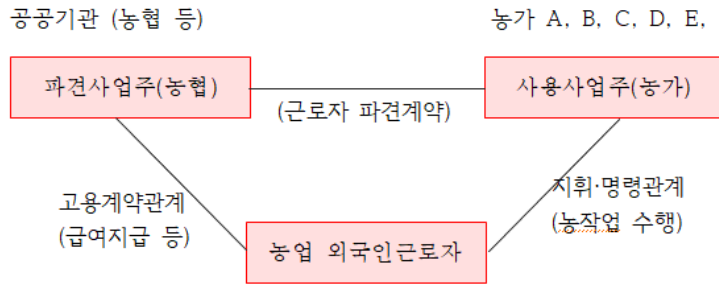 공공기관 (농협 등)
농가 A, B, C, D, E,
파견사업주(농협)
사용사업주(농가)
(근로자 파견계약)
고용계약관계
(급여지급 등)
지휘·명령관계
(농작업 수행)
농업 외국인근로자